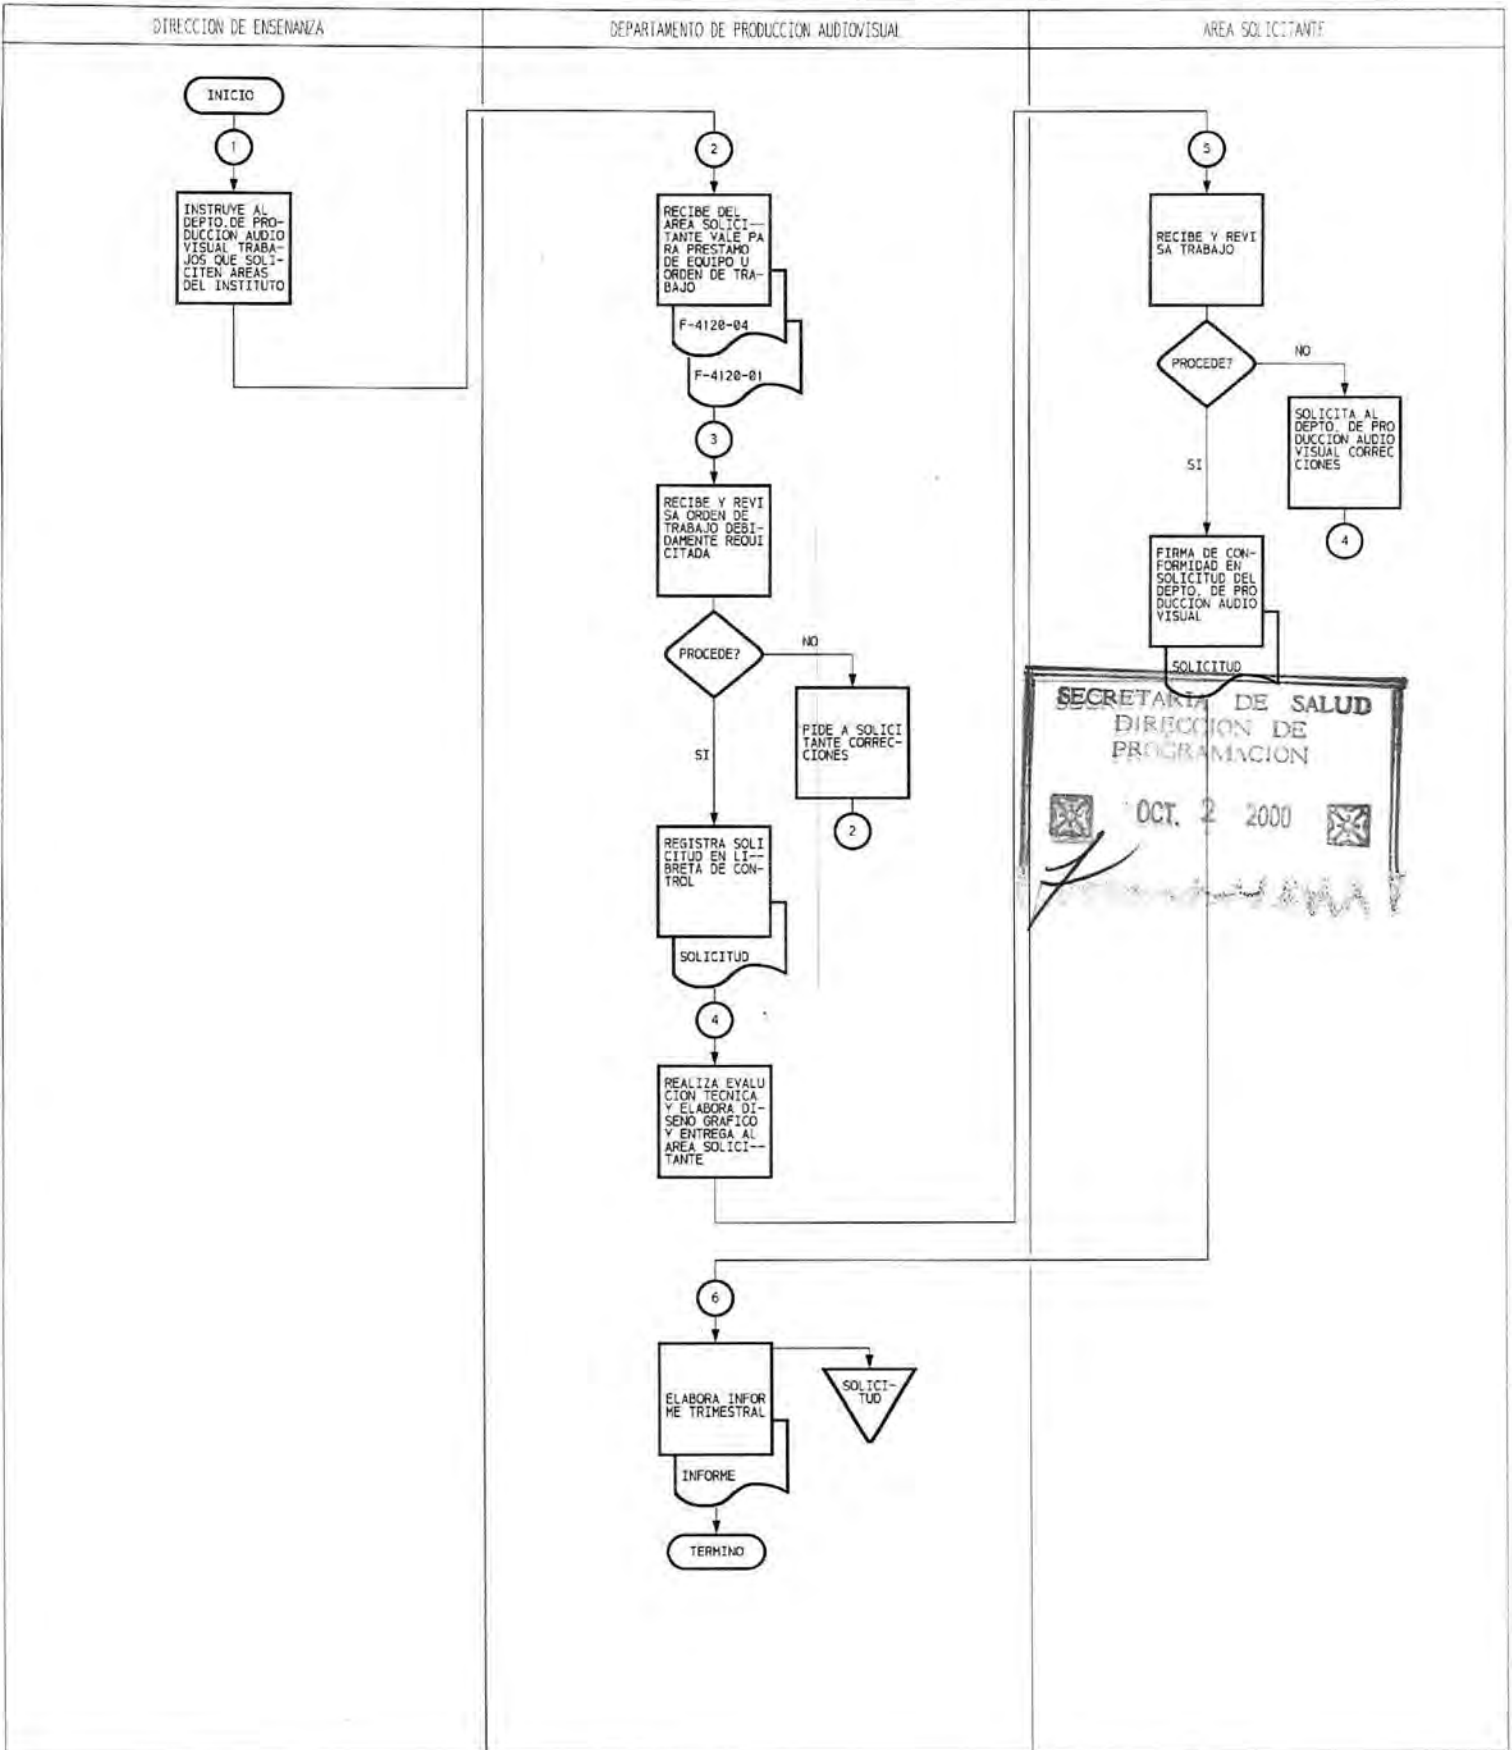 DIRECCION DE ENSENANZA
DEPARTAMENTO DE PRODUCCION AUDIOVISUAL
AREA SOLICITANTE
INICIO
1
INSTRUYE AL
DEPTO.DE PRO-
DUCCION AUDIO
VISUAL TRABA-
JOS QUE SOLI-
CITEN AREAS
DEL INSTITUTO
2
RECIBE DEL
AREA SOLICI--
TANTE VALE PA
RA PRESTAMO
DE EQUIPO U
ORDEN DE TRA-
BAJO
F-4120-04
F-4120-01
3
RECIBE Y REVI
SA ORDEN DE
TRABAJO DEBI-
DAMENTE REQUI
CITADA
PROCEDE?
NO
PIDE A SOLICI
TANTE CORREC-
CIONES
2
SI
REGISTRA SOLI
CITUD EN LI--
BRETA DE CON-
TROL
SOLICITUD
4
REALIZA EVALU
CION TECNICA
Y ELABORA DI-
SENO GRAFICO
Y ENTREGA AL
AREA SOLICI--
TANTE
5
RECIBE Y REVI
SA TRABAJO
PROCEDE?
NO
SOLICITA AL
DEPTO. DE PRO
DUCCION AUDIO
VISUAL CORREC
CIONES
4
SI
FIRMA DE CON-
FORMIDAD EN
SOLICITUD DEL
DEPTO. DE PRO
DUCCION AUDIO
VISUAL
SOLICITUD
SECRETARIA DE SALUD
DIRECCION DE
PROGRAMACION
OCT. 2 2000
6
ELABORA INFOR
ME TRIMESTRAL
SOLICI-
TUD
INFORME
TERMINO